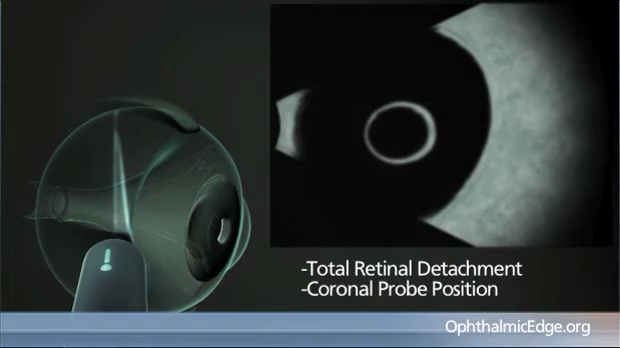 -Total Retinal Detachment
-Coronal Probe Position
OphthalmicEdge.org